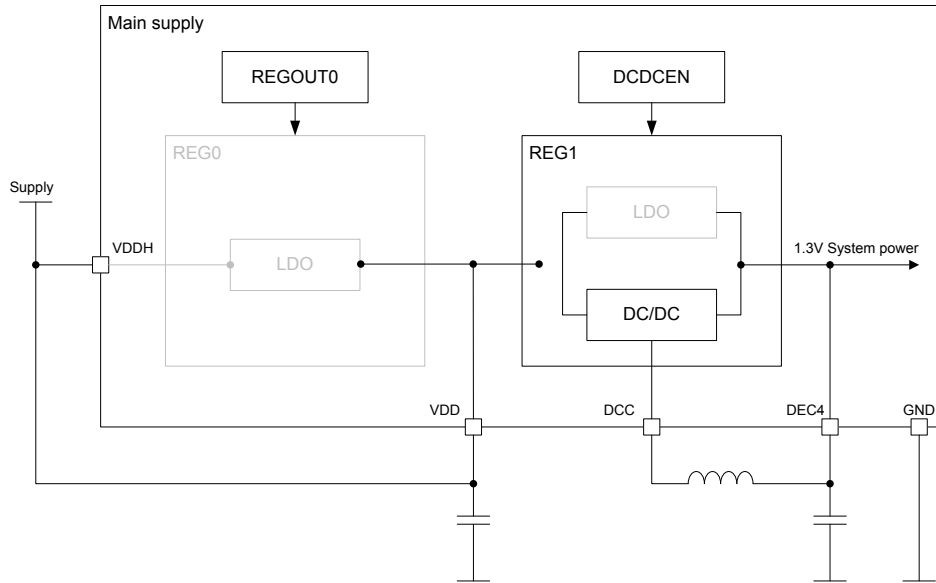 Main supply
REGOUT0
DCDCEN
REG0
REG1
Supply
LDO
VDDH
LDO
1.3V System power
DC/DC
VDD
DCC
DEC4
GND